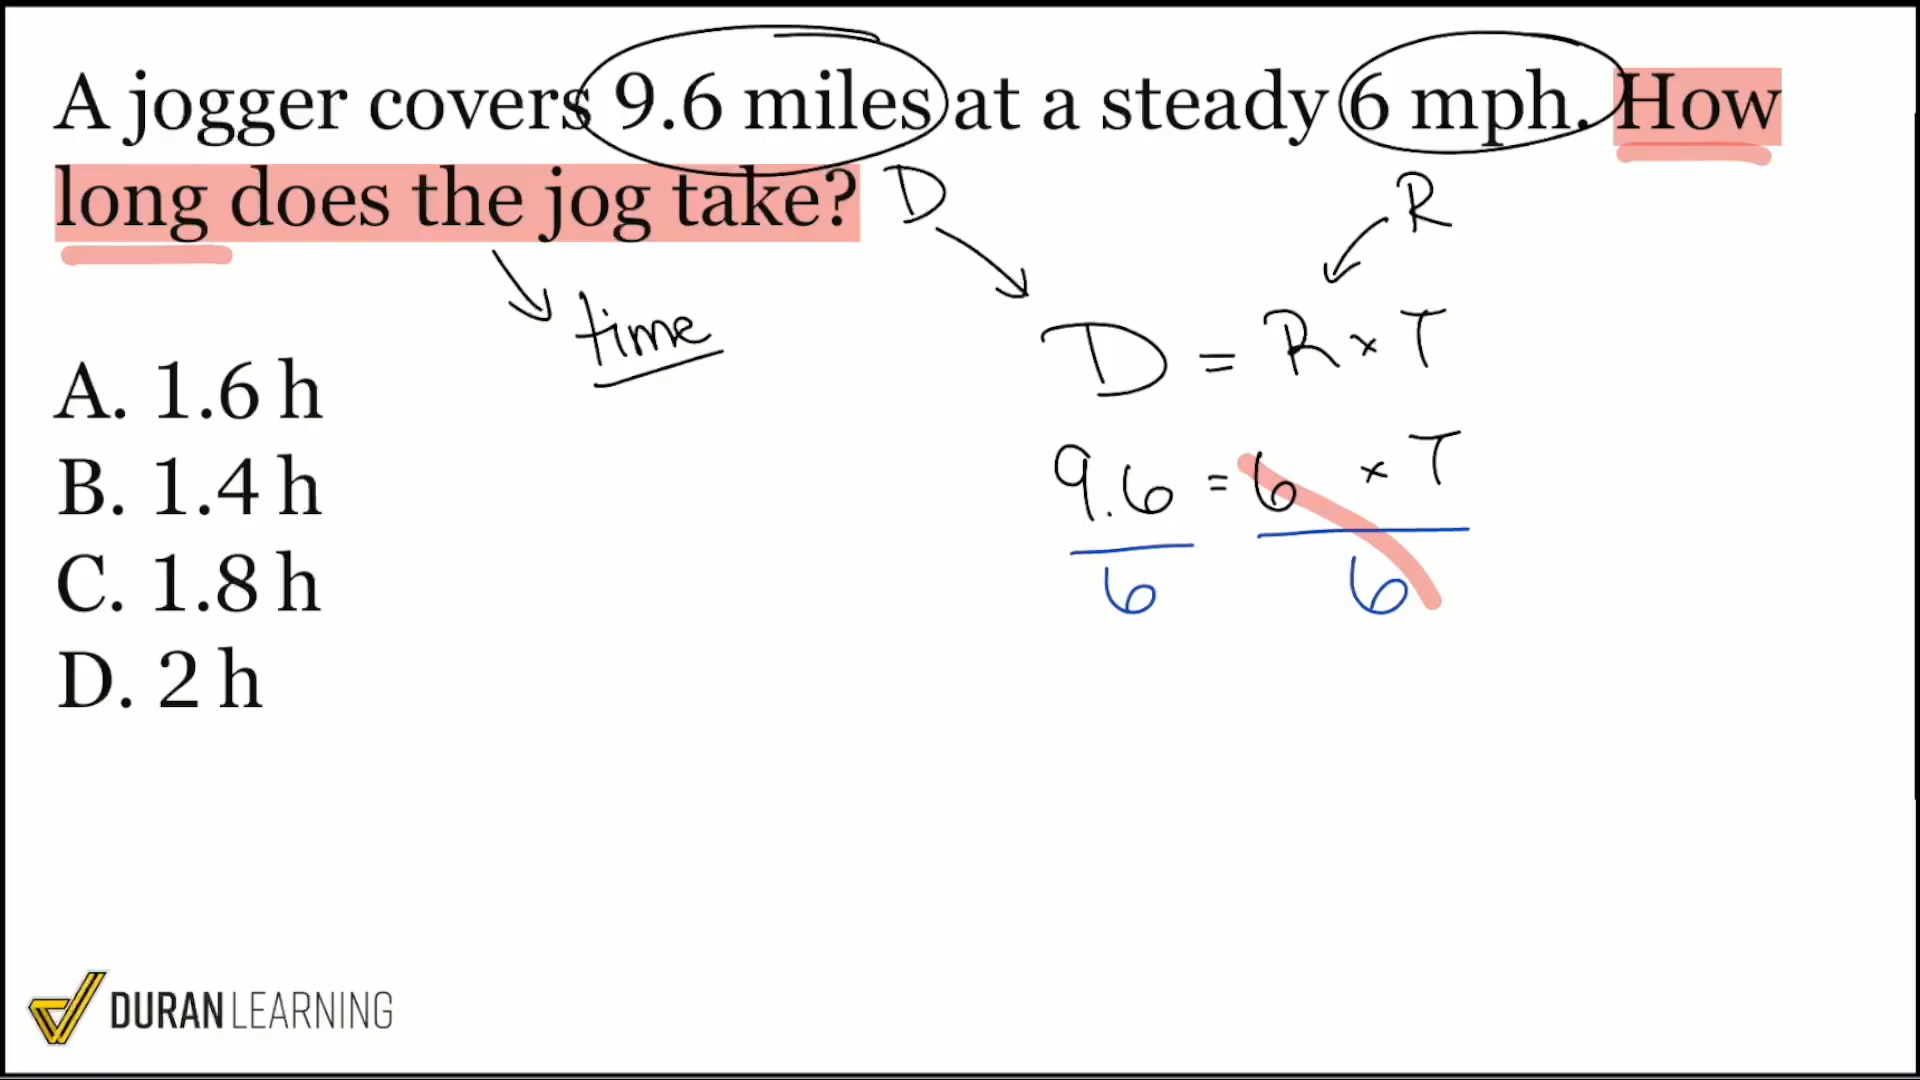 A jogger covers 9.6 miles at a steady 6 mph. How
long does the jog take? D
R
time
D = R × T
A. 1.6 h
9.6 = 6 × T
B. 1.4 h
6 6
C. 1.8 h
D. 2 h
DURAN LEARNING